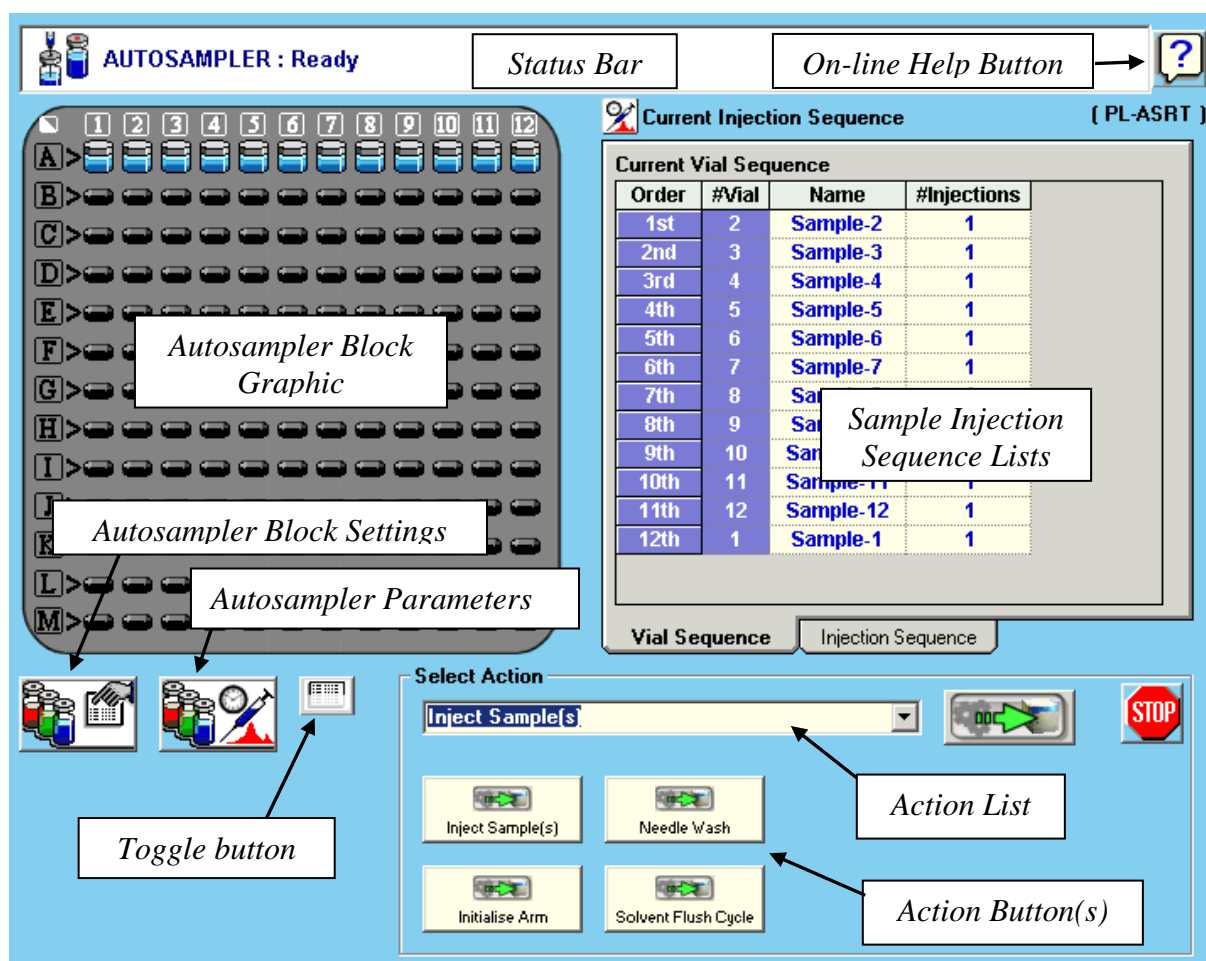 AUTOSAMPLER : Ready
Status Bar
On-line Help Button
?
1 2 3 4 5 6 7 8 9 10 11 12
A >
B >
C >
D >
E >
F >
G >
H >
I >
J
K
L >
M >
Autosampler Block
Graphic
Autosampler Block Settings
Autosampler Parameters
Toggle button
Current Injection Sequence
( PL-ASRT )
Current Vial Sequence
Order #Vial Name #Injections
1st 2 Sample-2 1
2nd 3 Sample-3 1
3rd 4 Sample-4 1
4th 5 Sample-5 1
5th 6 Sample-6 1
6th 7 Sample-7 1
7th 8
8th 9
9th 10
10th 11 Sample-11 1
11th 12 Sample-12 1
12th 1 Sample-1 1
Sample Injection
Sequence Lists
Vial Sequence
Injection Sequence
Select Action
Inject Sample(s)
STOP
Inject Sample(s)
Needle Wash
Initialise Arm
Solvent Flush Cycle
Action List
Action Button(s)